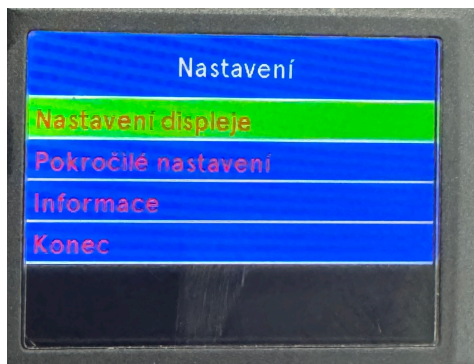 Nastavení
Nastavení displeje
Pokročilé nastavení
Informace
Konec